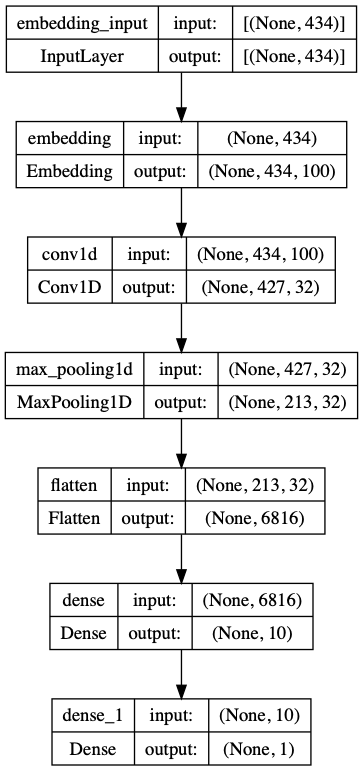 embedding_input input: [(None, 434)]
InputLayer output: [(None, 434)]
embedding input: (None, 434)
Embedding output: (None, 434, 100)
conv1d input: (None, 434, 100)
Conv1D output: (None, 427, 32)
max_pooling1d input: (None, 427, 32)
MaxPooling1D output: (None, 213, 32)
flatten input: (None, 213, 32)
Flatten output: (None, 6816)
dense input: (None, 6816)
Dense output: (None, 10)
dense_1 input: (None, 10)
Dense output: (None, 1)